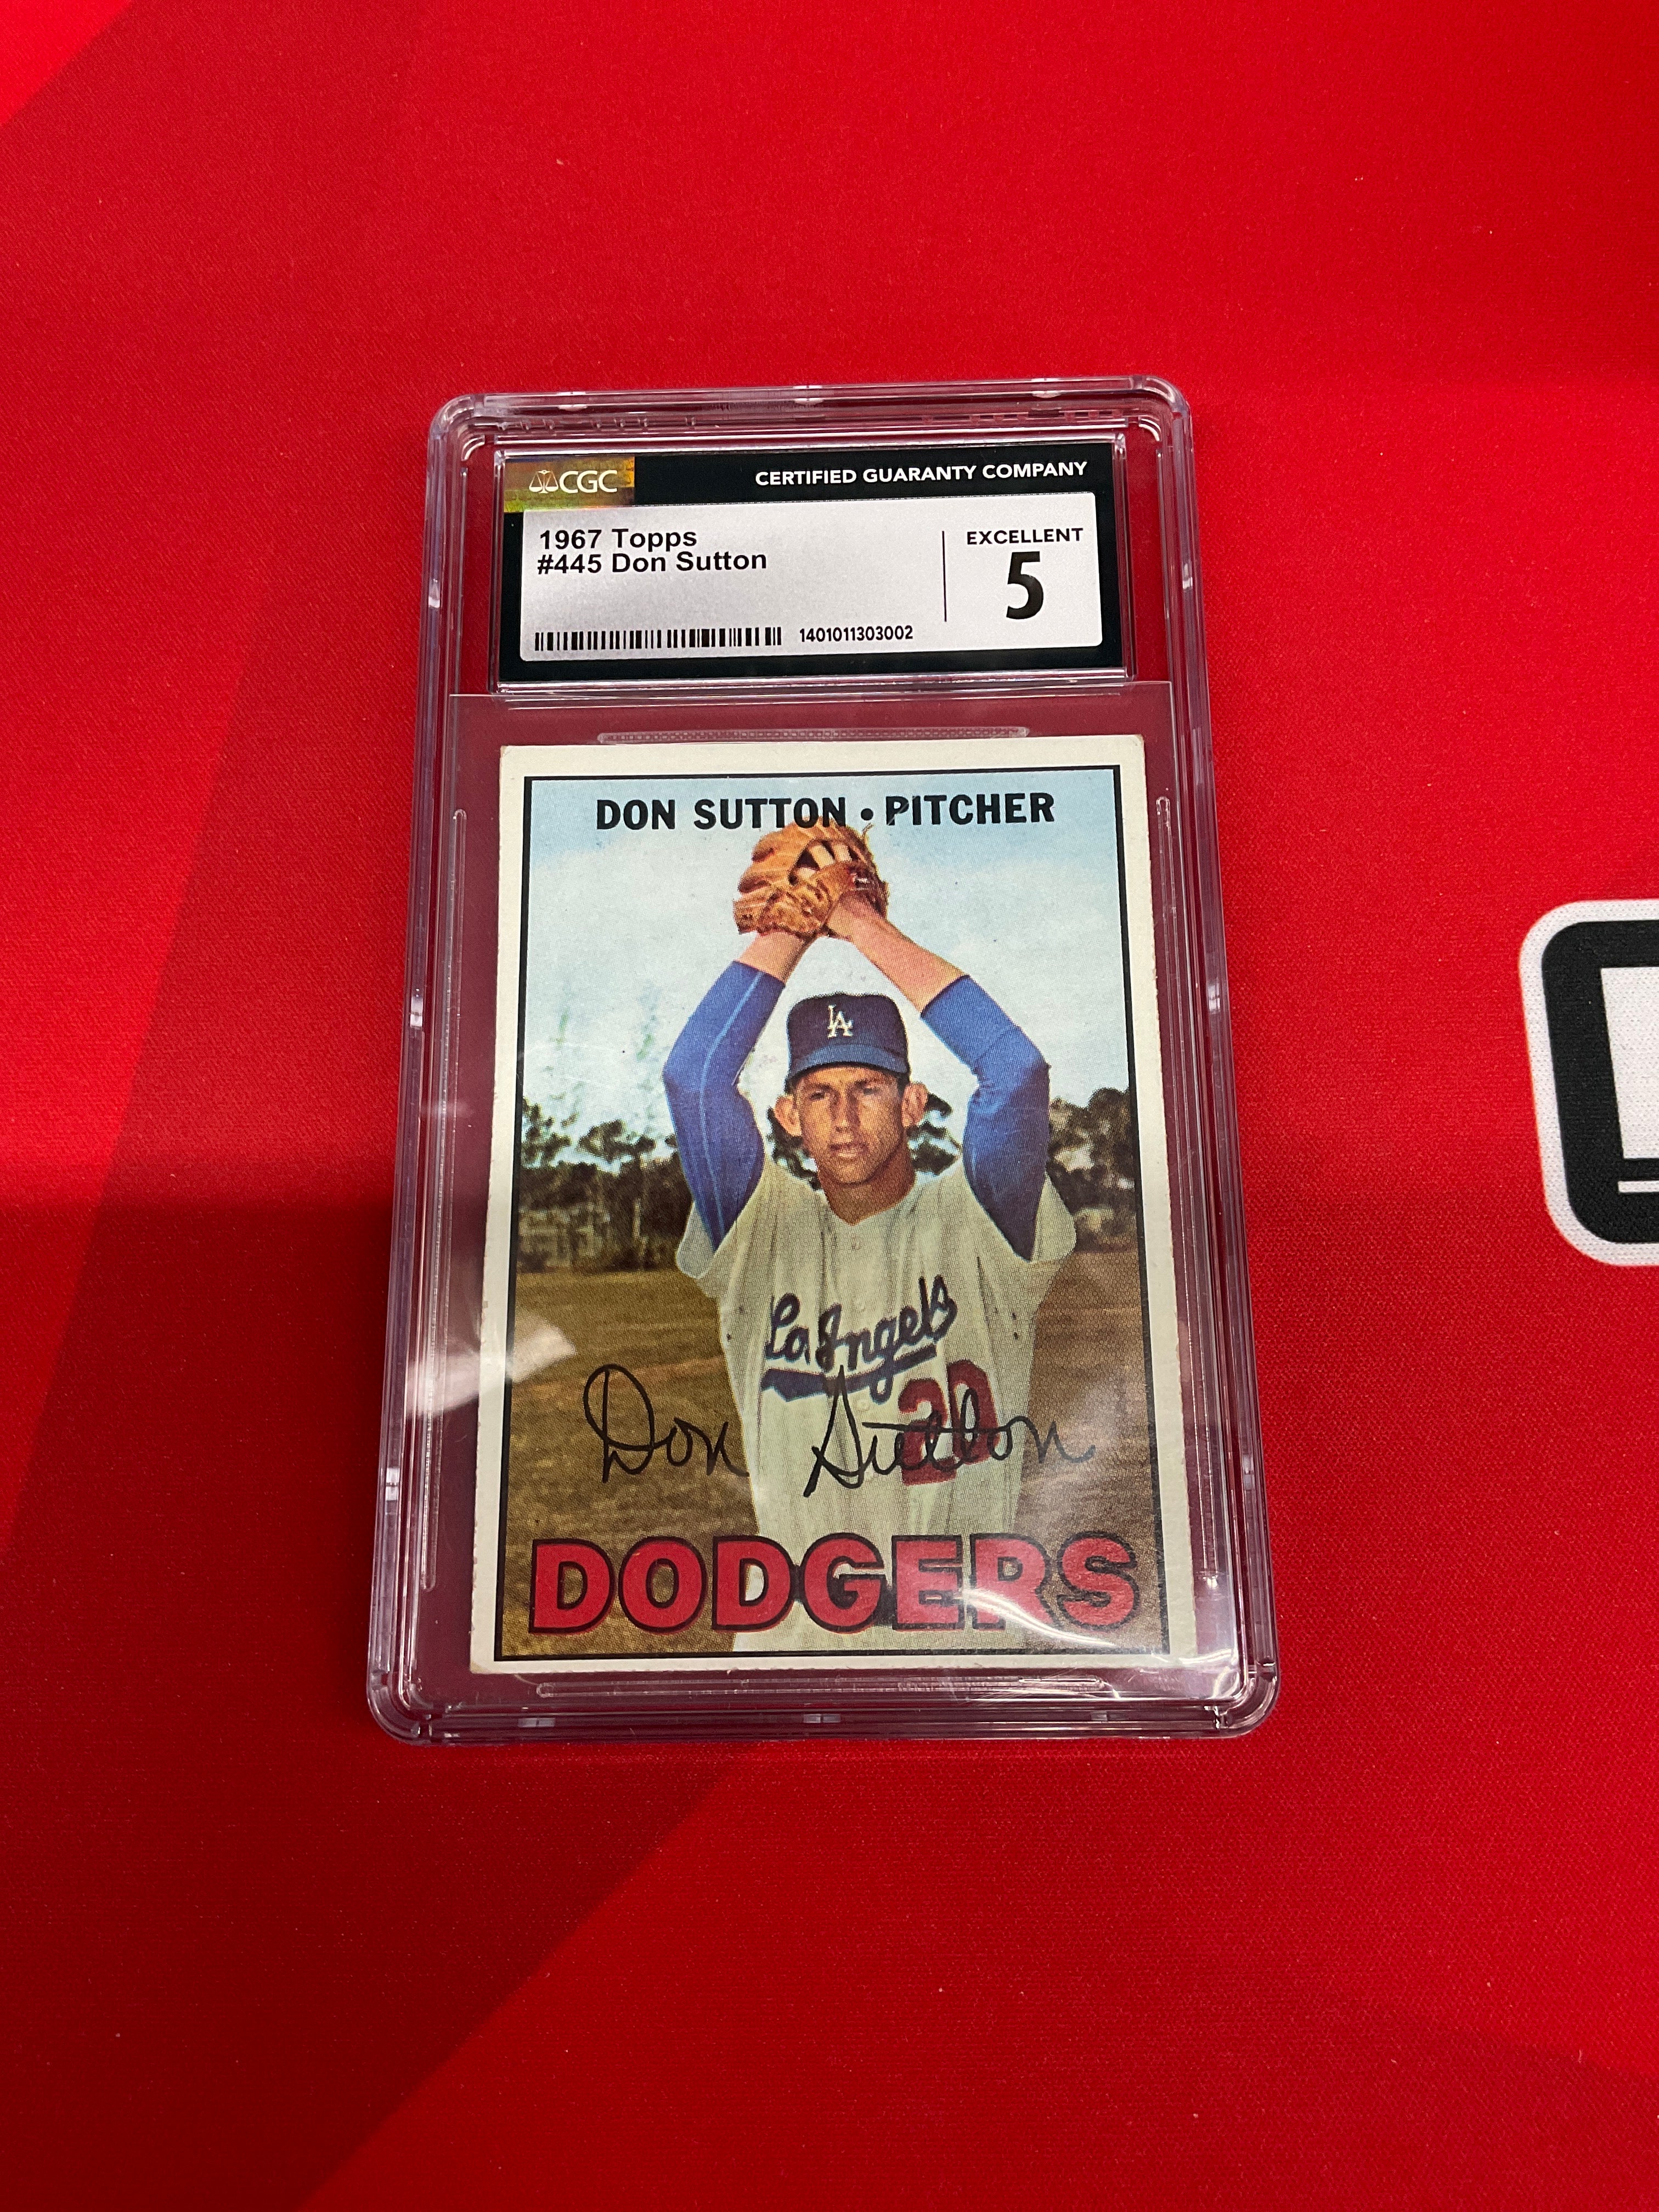 CGC
CERTIFIED GUARANTY COMPANY
1967 Topps
#445 Don Sutton
EXCELLENT
5
1401011303002
DON SUTTON • PITCHER
LA
Los Angeles
20
Don Sutton
DODGERS